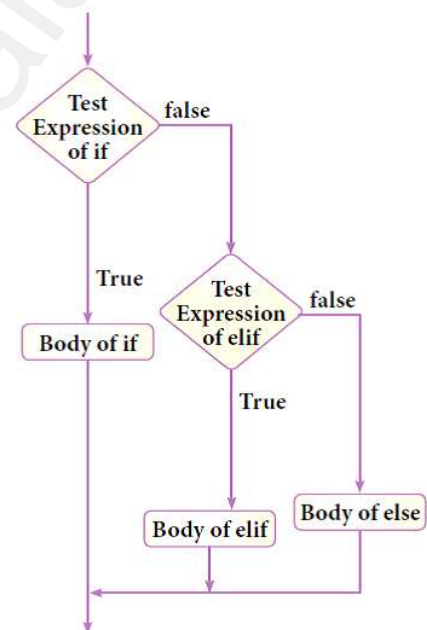 Test
Expression
of if
false
True
Body of if
Test
Expression
of elif
false
True
Body of elif
Body of else